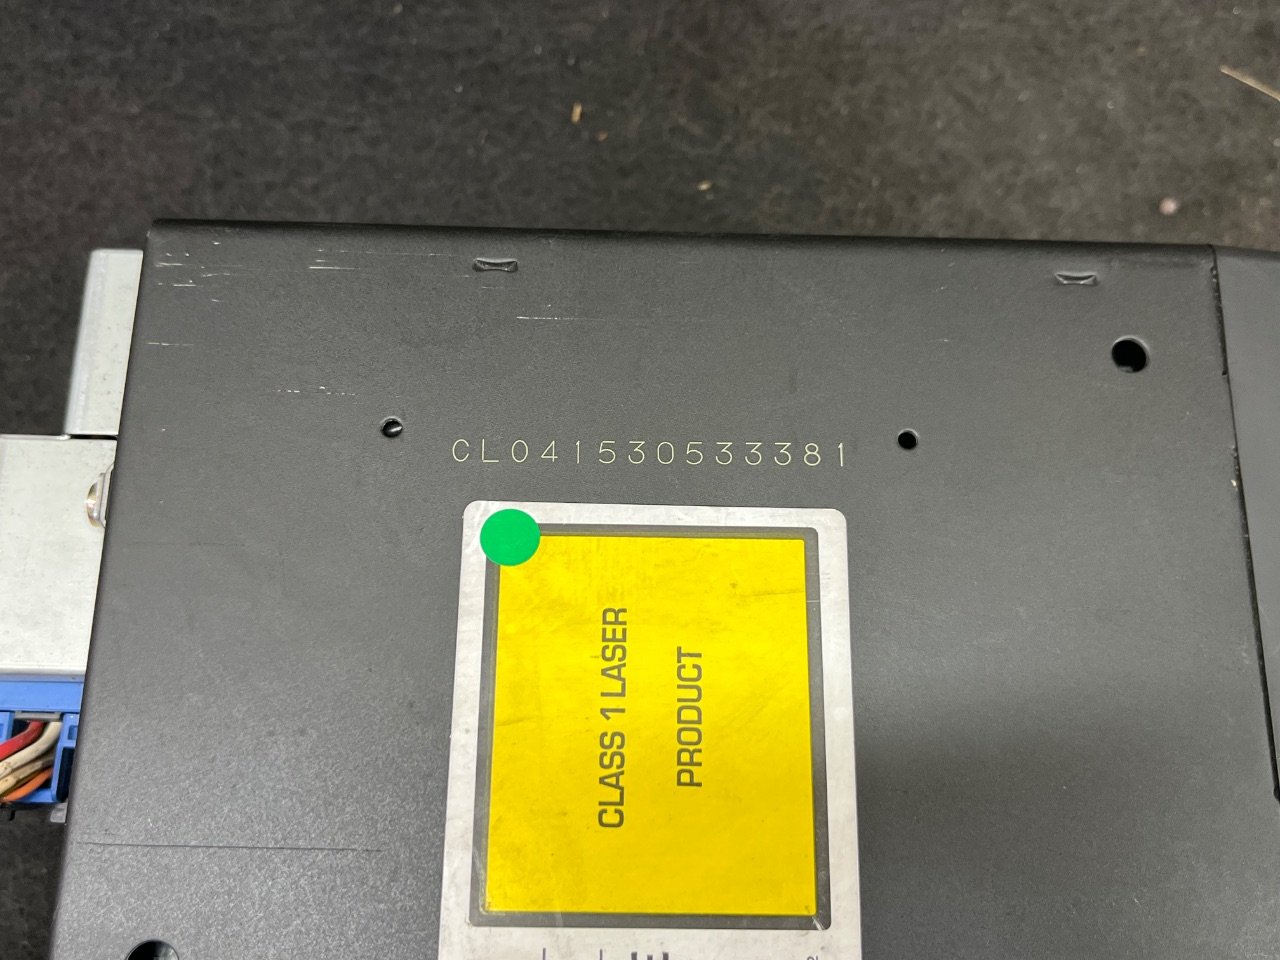 CL041530533381
CLASS 1 LASER
PRODUCT